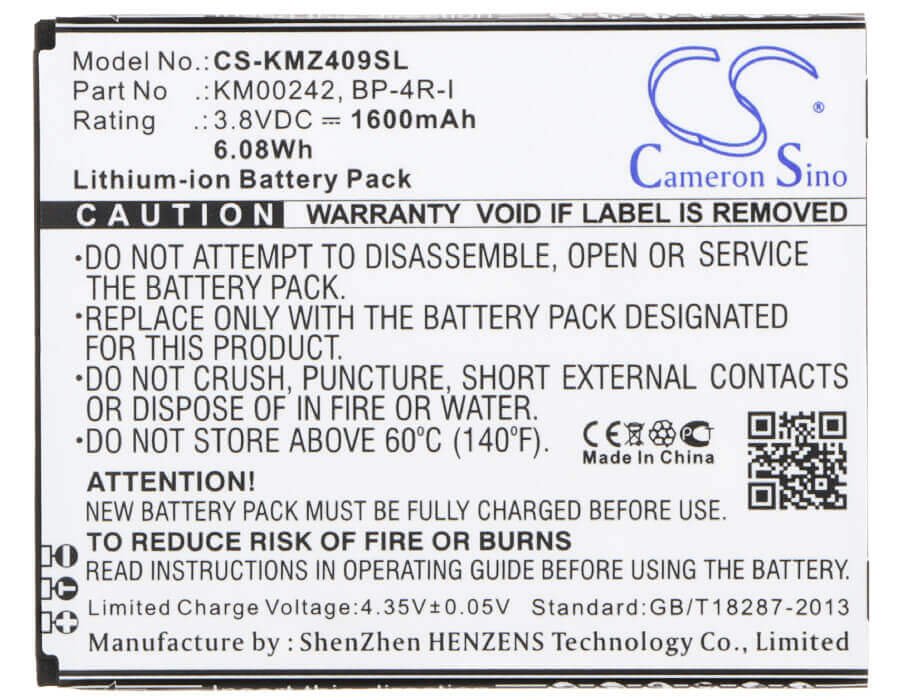 Model No.:CS-KMZ409SL
Part No .:KM00242, BP-4R-I
Rating .:3.8VDC ⎓ 1600mAh
6.08Wh
Lithium-ion Battery Pack
CS
®
Cameron Sino
CAUTION WARRANTY VOID IF LABEL IS REMOVED
•DO NOT ATTEMPT TO DISASSEMBLE, OPEN OR SERVICE
THE BATTERY PACK.
•REPLACE ONLY WITH THE BATTERY PACK DESIGNATED
FOR THIS PRODUCT.
•DO NOT CRUSH, PUNCTURE, SHORT EXTERNAL CONTACTS
OR DISPOSE OF IN FIRE OR WATER.
•DO NOT STORE ABOVE 60°C (140°F).
CE
Made In China
ATTENTION!
NEW BATTERY PACK MUST BE FULLY CHARGED BEFORE USE.
TO REDUCE RISK OF FIRE OR BURNS
READ INSTRUCTIONS IN OPERATING GUIDE BEFORE USING THE BATTERY.
Limited Charge Voltage:4.35V±0.05V Standard:GB/T18287-2013
Manufacturer: ShenZhen HENZENS Technology Co., Limited